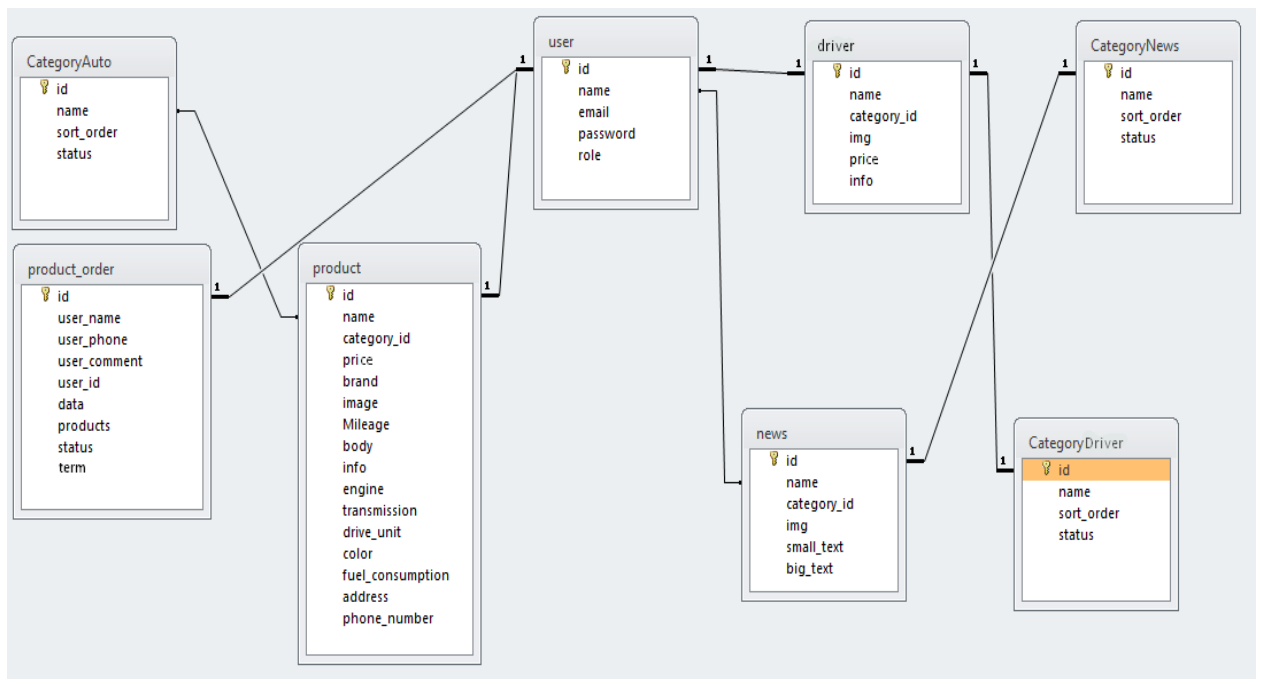 CategoryAuto
id
name
sort_order
status
product_order
id
user_name
user_phone
user_comment
user_id
data
products
status
term
1
product
id
name
category_id
price
brand
image
Mileage
body
info
engine
transmission
drive_unit
color
fuel_consumption
address
phone_number
1
1
user
id
name
email
password
role
1
1
driver
id
name
category_id
img
price
info
1
news
id
name
category_id
img
small_text
big_text
1
1
CategoryNews
id
name
sort_order
status
1
CategoryDriver
id
name
sort_order
status